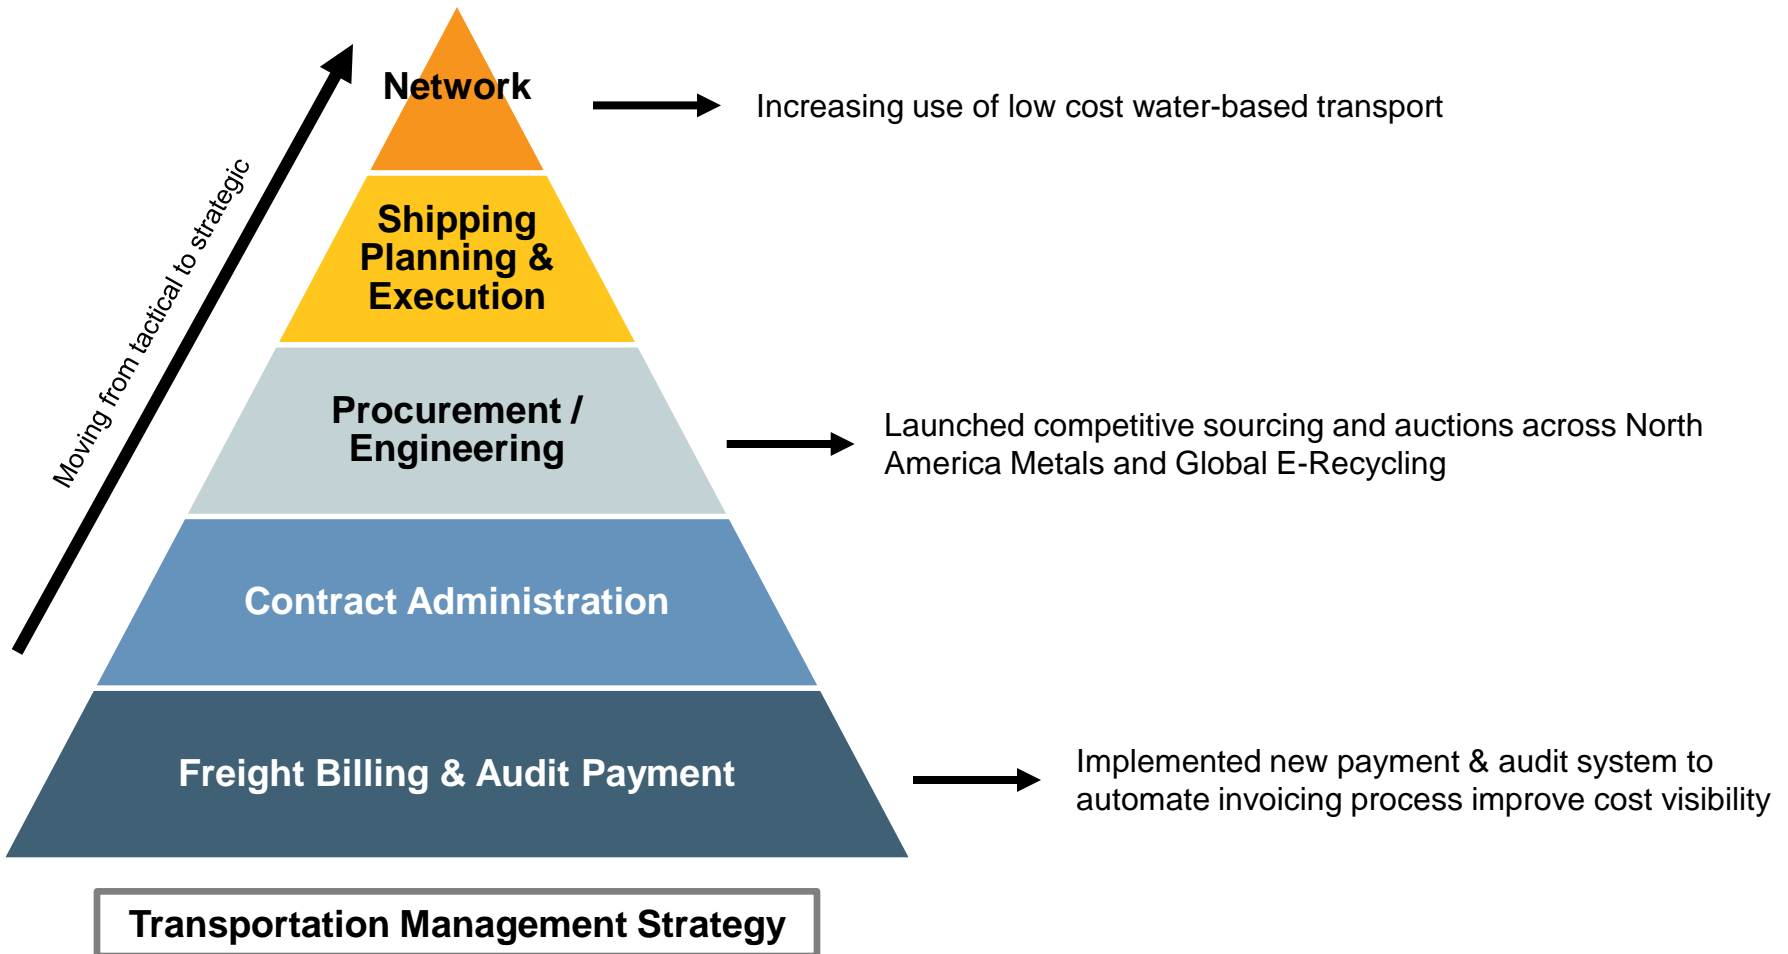 Network
Increasing use of low cost water-based transport
Moving from tactical to strategic
Shipping
Planning &
Execution
Procurement /
Engineering
Launched competitive sourcing and auctions across North
America Metals and Global E-Recycling
Contract Administration
Freight Billing & Audit Payment
Implemented new payment & audit system to
automate invoicing process improve cost visibility
Transportation Management Strategy